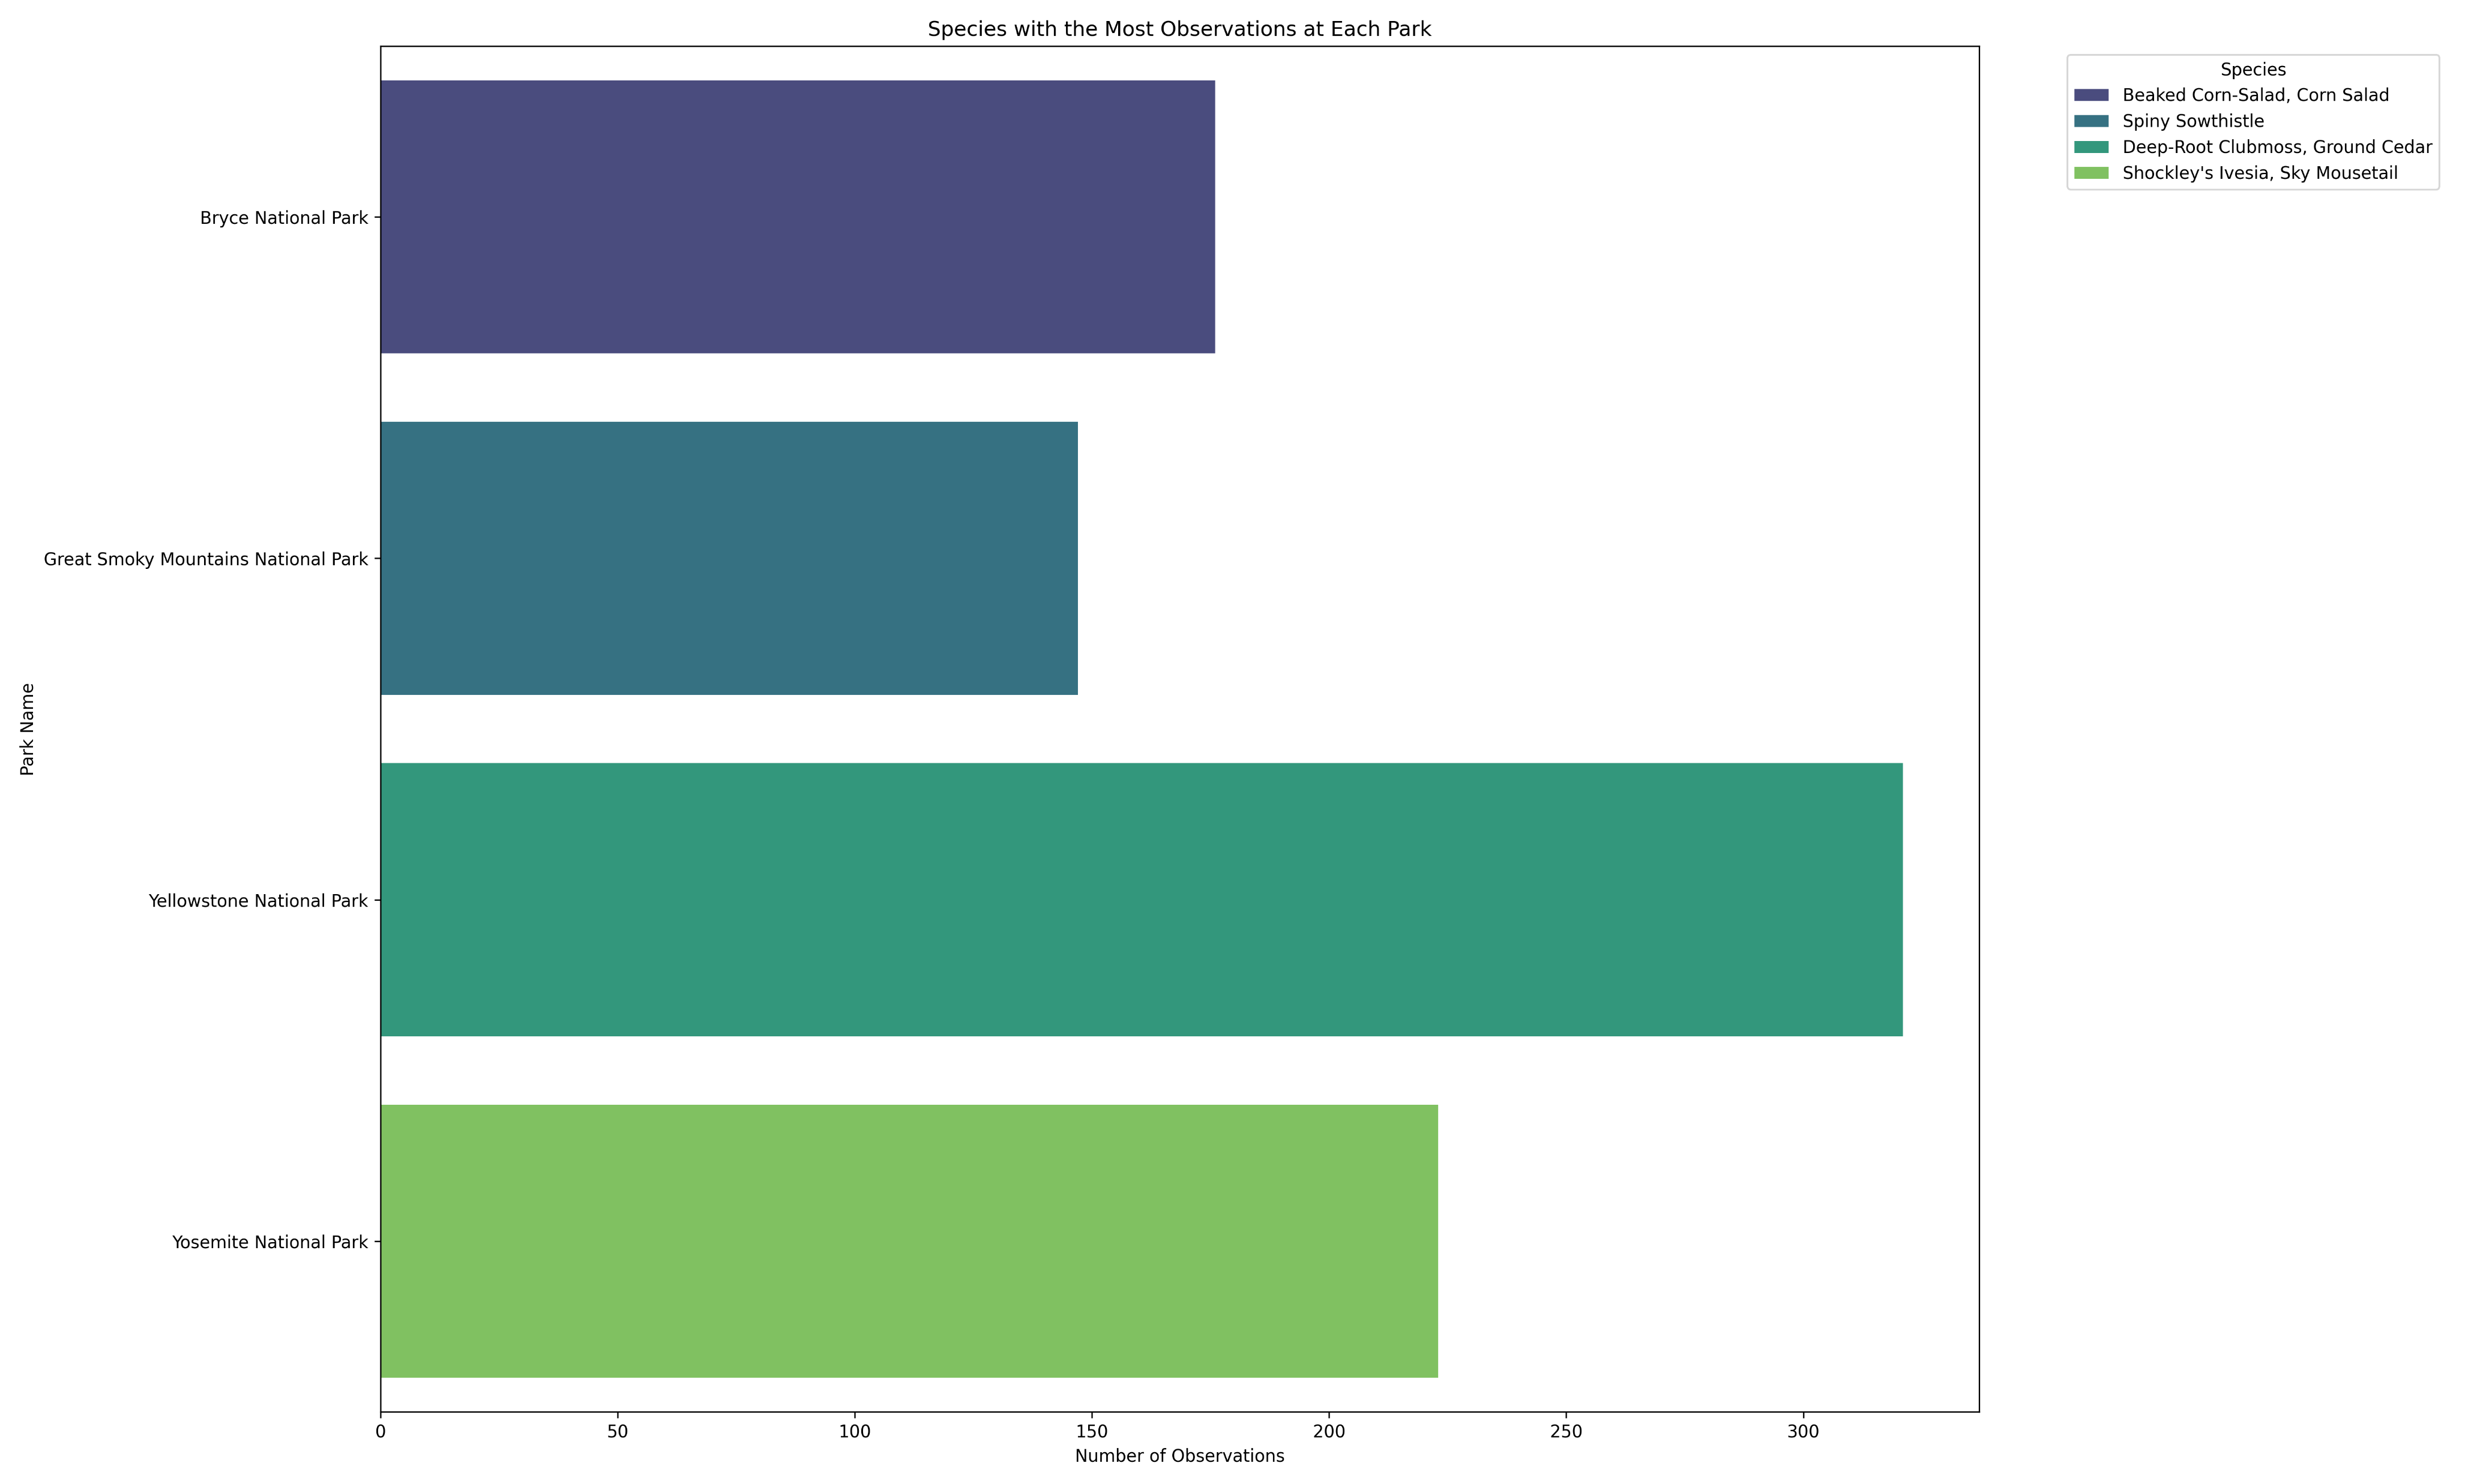 Species with the Most Observations at Each Park
Species
Beaked Corn-Salad, Corn Salad
Spiny Sowthistle
Deep-Root Clubmoss, Ground Cedar
Shockley's Ivesia, Sky Mousetail
Park Name
Bryce National Park
Great Smoky Mountains National Park
Yellowstone National Park
Yosemite National Park
0 50 100 150 200 250 300
Number of Observations